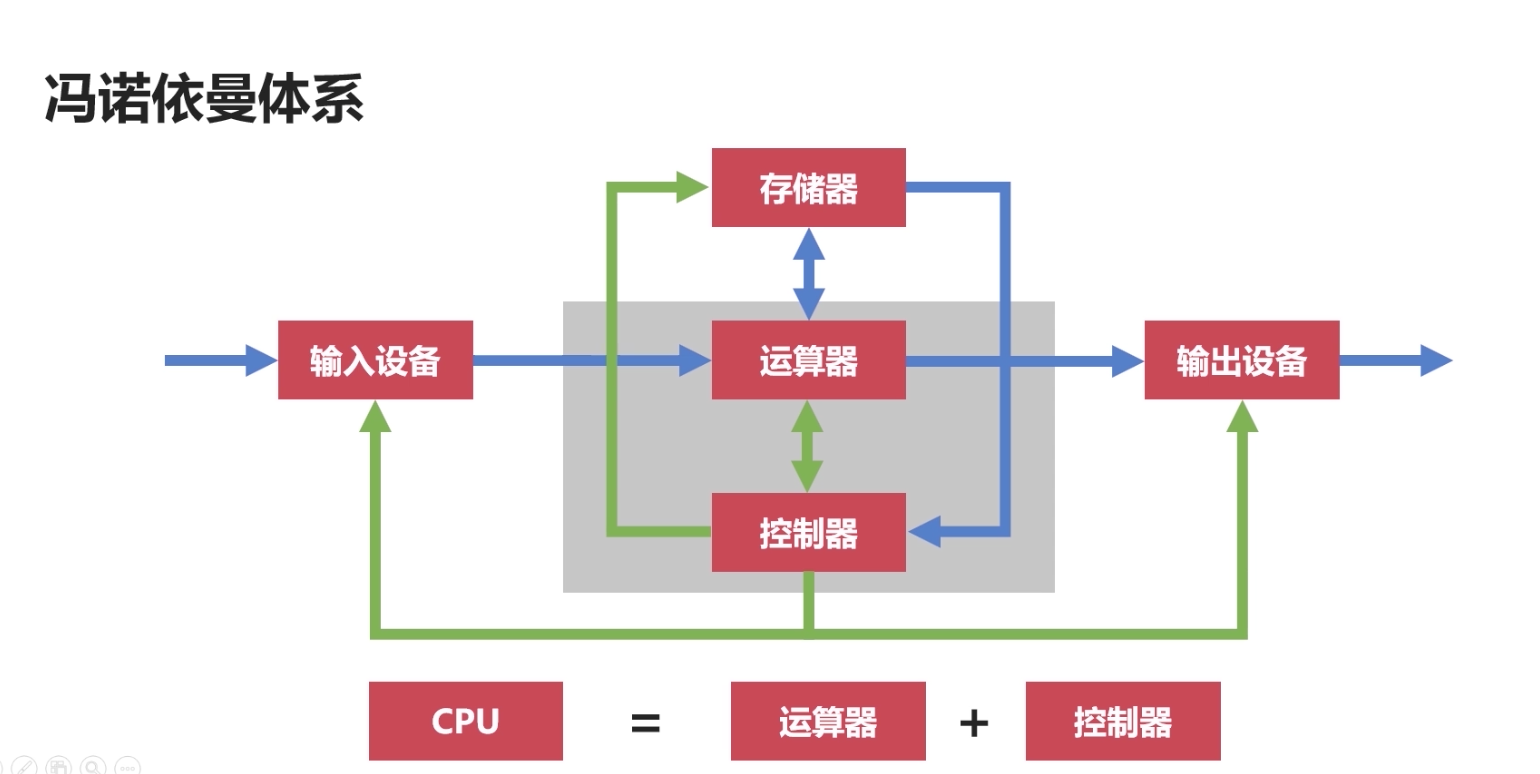 冯诺依曼体系
存储器
输入设备
运算器
输出设备
控制器
CPU = 运算器 + 控制器